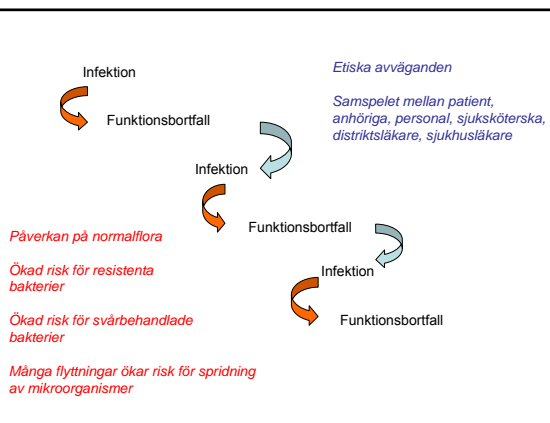 Infektion
Funktionsbortfall
Infektion
Funktionsbortfall
Infektion
Funktionsbortfall
Etiska avväganden
Samspelet mellan patient,
anhöriga, personal, sjuksköterska,
distriktsläkare, sjukhusläkare
Påverkan på normalflora
Ökad risk för resistenta
bakterier
Ökad risk för svårbehandlade
bakterier
Många flyttningar ökar risk för spridning
av mikroorganismer